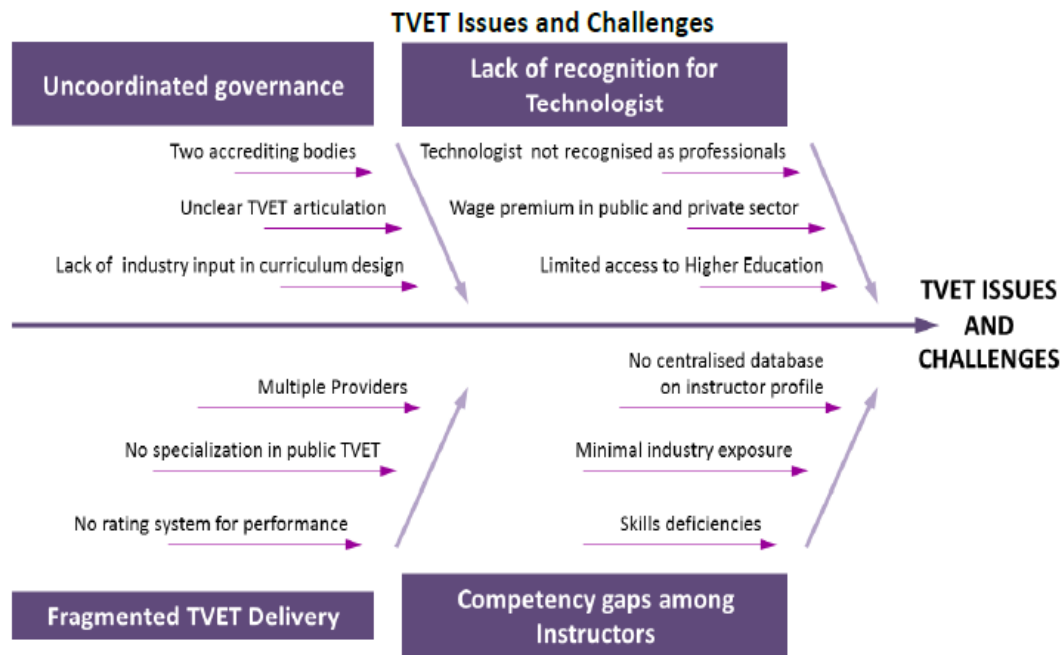 TVET Issues and Challenges
Uncoordinated governance
Lack of recognition for
Technologist
Two accrediting bodies
Unclear TVET articulation
Lack of industry input in curriculum design
Technologist not recognised as professionals
Wage premium in public and private sector
Limited access to Higher Education
TVET ISSUES
AND
CHALLENGES
Multiple Providers
No specialization in public TVET
No rating system for performance
No centralised database
on instructor profile
Minimal industry exposure
Skills deficiencies
Fragmented TVET Delivery
Competency gaps among
Instructors